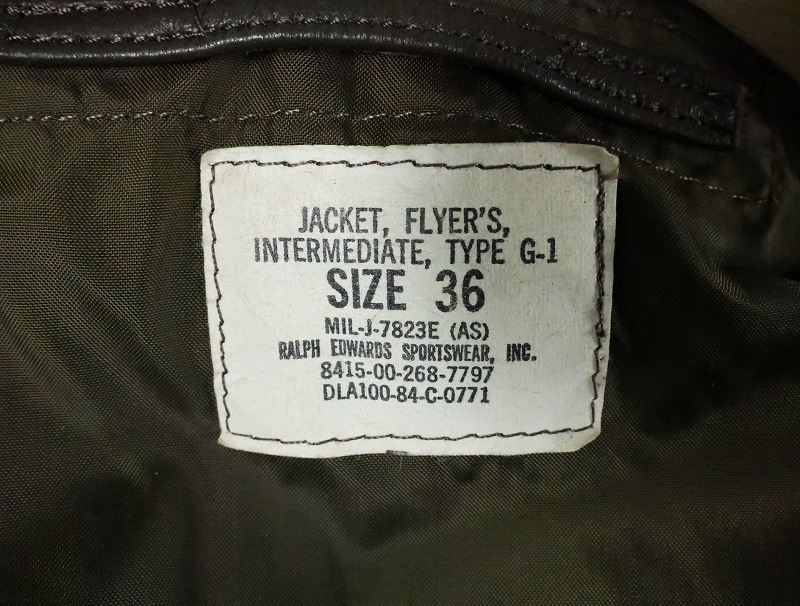 JACKET, FLYER'S,
INTERMEDIATE, TYPE G-1
SIZE 36
MIL-J-7823E (AS)
RALPH EDWARDS SPORTSWEAR, INC.
8415-00-268-7797
DLA100-84-C-0771